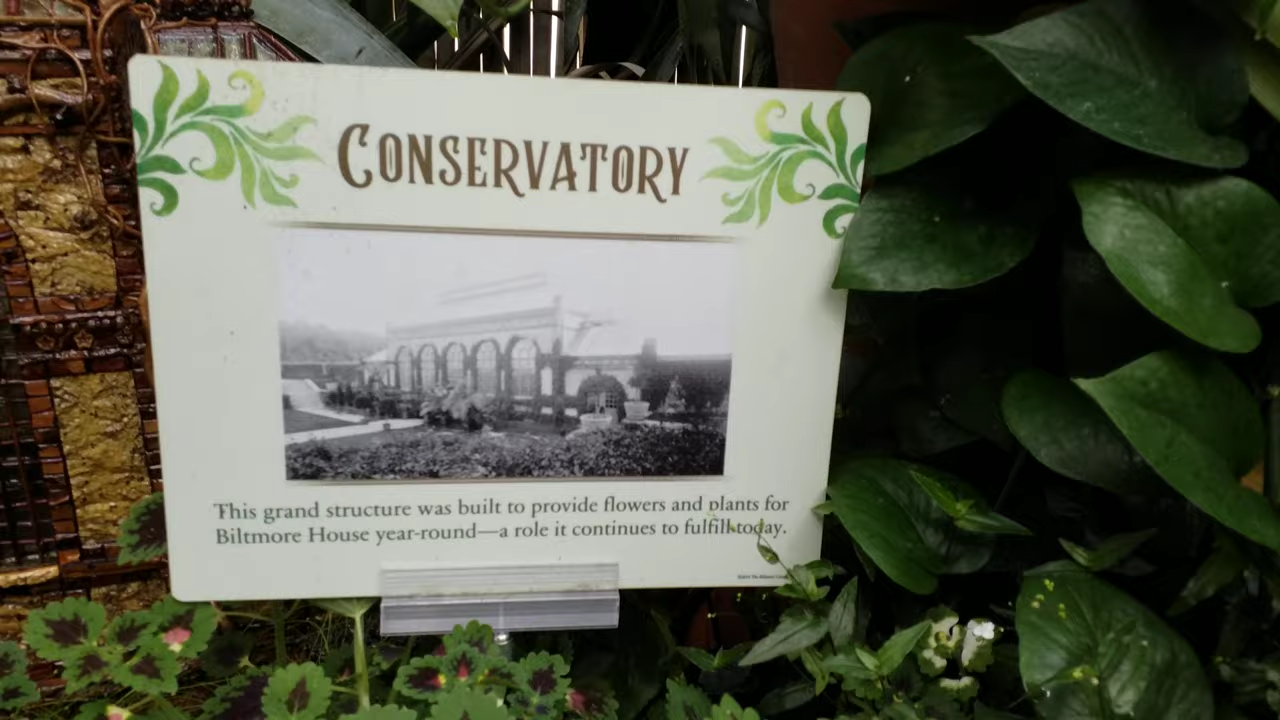 CONSERVATORY
This grand structure was built to provide flowers and plants for
Biltmore House year-round—a role it continues to fulfill today.